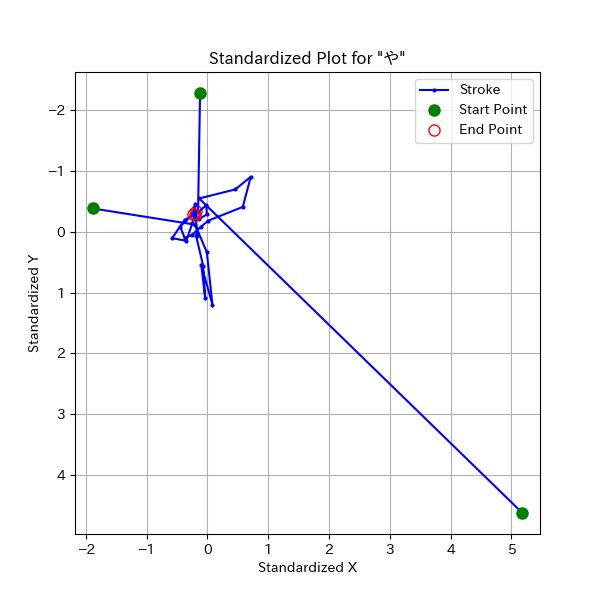 Standardized Plot for "や"
Stroke
Start Point
End Point
−2
−1
0
1
2
3
4
Standardized Y
−2 −1 0 1 2 3 4 5
Standardized X